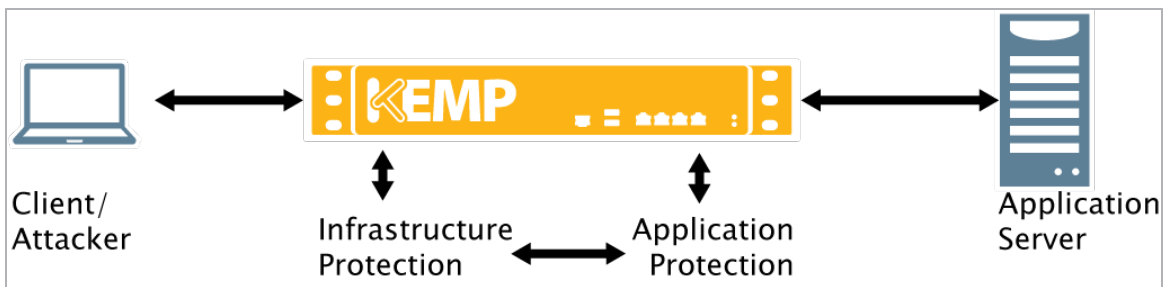 KEMP
Client/
Attacker
Infrastructure
Protection
Application
Protection
Application
Server